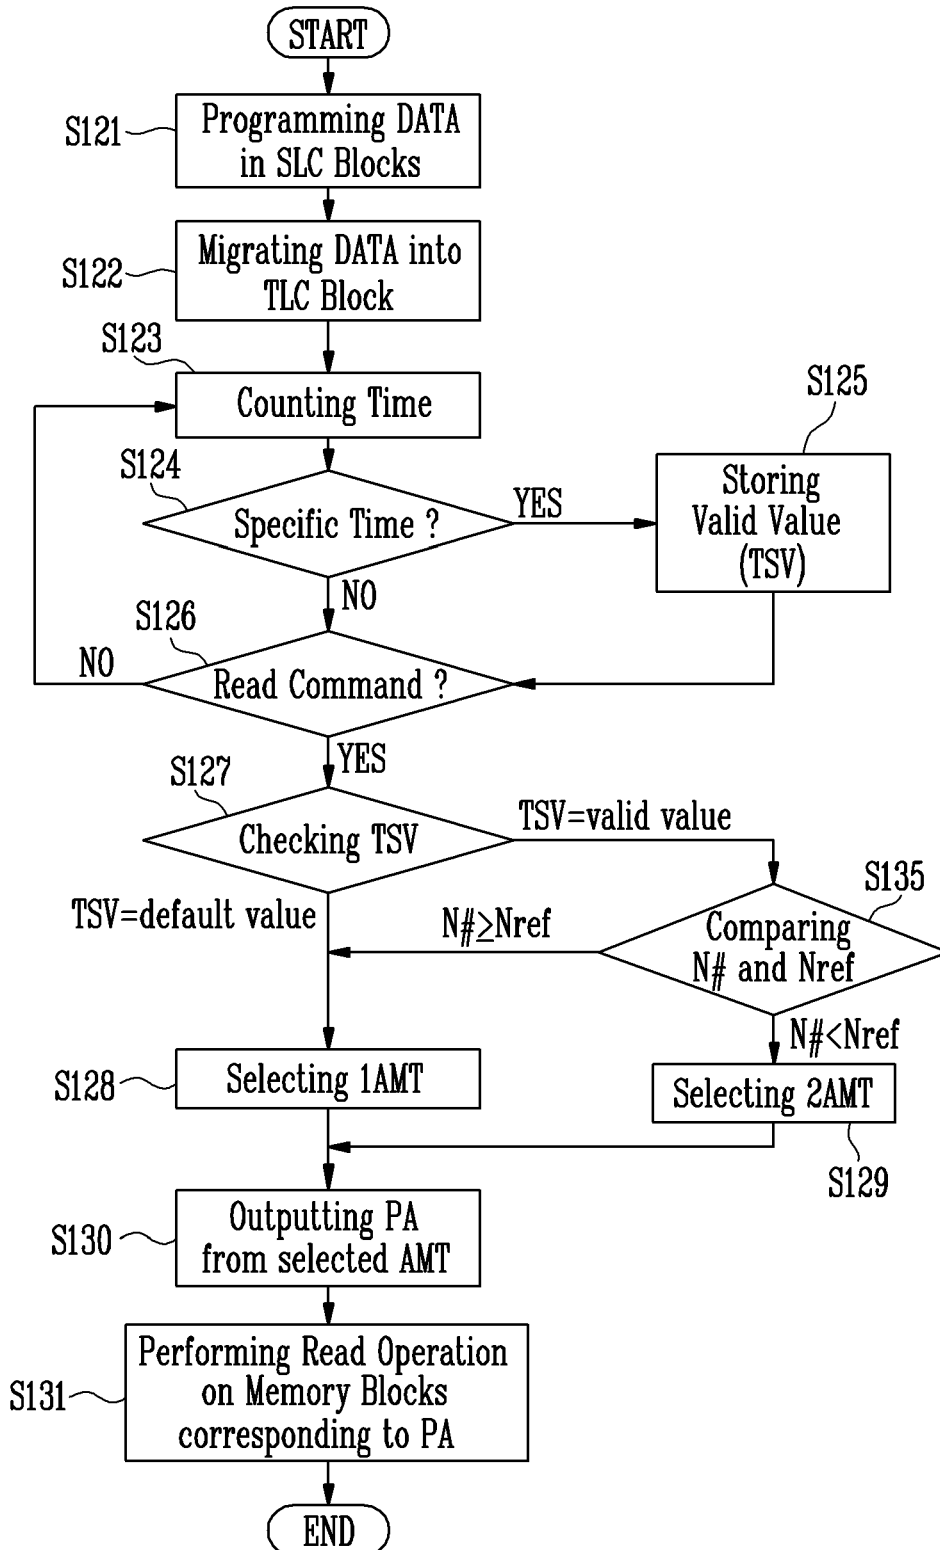 START
S121
Programming DATA
in SLC Blocks
S122
Migrating DATA into
TLC Block
S123
Counting Time
S124
Specific Time ?
YES
NO
S125
Storing
Valid Value
(TSV)
S126
Read Command ?
NO
YES
S127
Checking TSV
TSV=valid value
TSV=default value
S135
Comparing
N# and Nref
N#≥Nref
N#<Nref
S128
Selecting 1AMT
Selecting 2AMT
S129
S130
Outputting PA
from selected AMT
S131
Performing Read Operation
on Memory Blocks
corresponding to PA
END